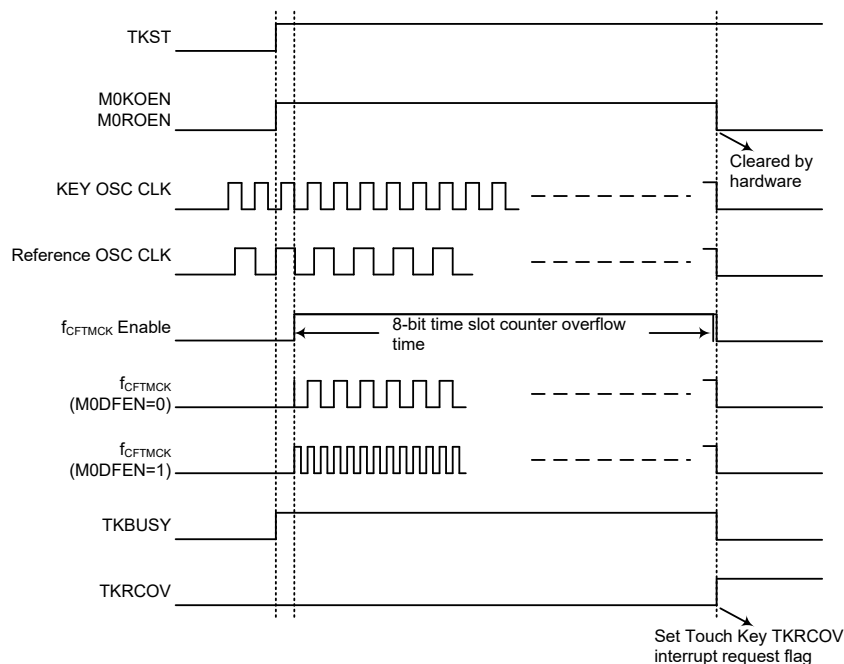 TKST
M0KOEN
M0ROEN
Cleared by
hardware
KEY OSC CLK
Reference OSC CLK
fCFTMCK Enable
8-bit time slot counter overflow
time
fCFTMCK
(M0DFEN=0)
fCFTMCK
(M0DFEN=1)
TKBUSY
TKRCOV
Set Touch Key TKRCOV
interrupt request flag